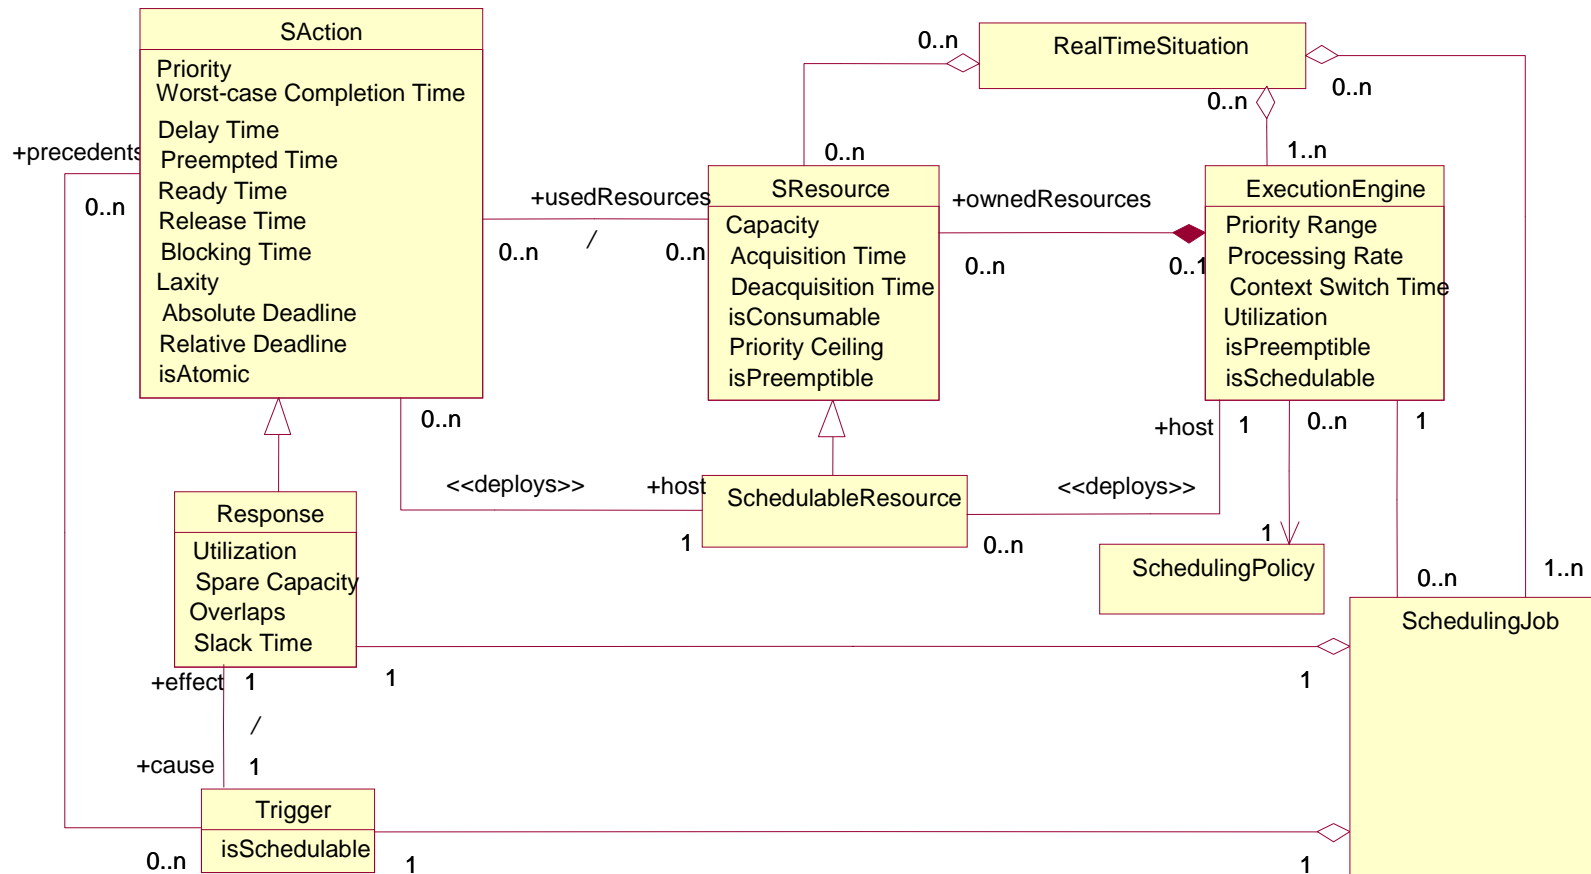 SAction
Priority
Worst-case Completion Time
Delay Time
Preempted Time
Ready Time
Release Time
Blocking Time
Laxity
Absolute Deadline
Relative Deadline
isAtomic
+precedents
0..n
0..n
RealTimeSituation
0..n
0..n
0..n
1..n
+usedResources
/
0..n
0..n
SResource
Capacity
Acquisition Time
Deacquisition Time
isConsumable
Priority Ceiling
isPreemptible
+ownedResources
0..n
0..1
ExecutionEngine
Priority Range
Processing Rate
Context Switch Time
Utilization
isPreemptible
isSchedulable
0..n
<<deploys>>
+host
1
SchedulableResource
<<deploys>>
0..n
+host
1
0..n
1
1
SchedulingPolicy
0..n
1..n
SchedulingJob
Response
Utilization
Spare Capacity
Overlaps
Slack Time
+effect
1
1
1
/
+cause
1
Trigger
isSchedulable
0..n
1
1